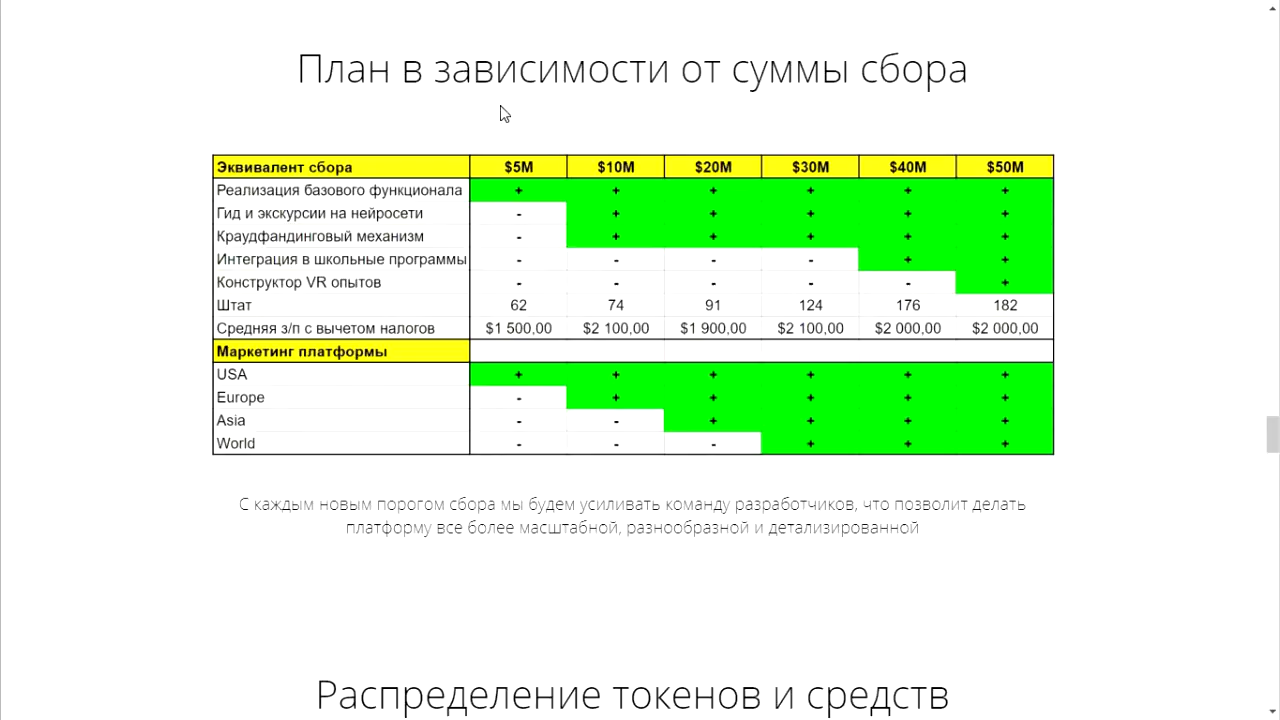 План в зависимости от суммы сбора
Эквивалент сбора $5M $10M $20M $30M $40M $50M
Реализация базового функционала + + + + + +
Гид и экскурсии на нейросети - + + + + +
Краудфандинговый механизм - + + + + +
Интеграция в школьные программы - - - - + +
Конструктор VR опытов - - - - - +
Штат 62 74 91 124 176 182
Средняя з/п с вычетом налогов $1 500,00 $2 100,00 $1 900,00 $2 100,00 $2 000,00 $2 000,00
Маркетинг платформы
USA + + + + + +
Europe - + + + + +
Asia - - + + + +
World - - - + + +
С каждым новым порогом сбора мы будем усиливать команду разработчиков, что позволит делать
платформу все более масштабной, разнообразной и детализированной
Распределение токенов и средств